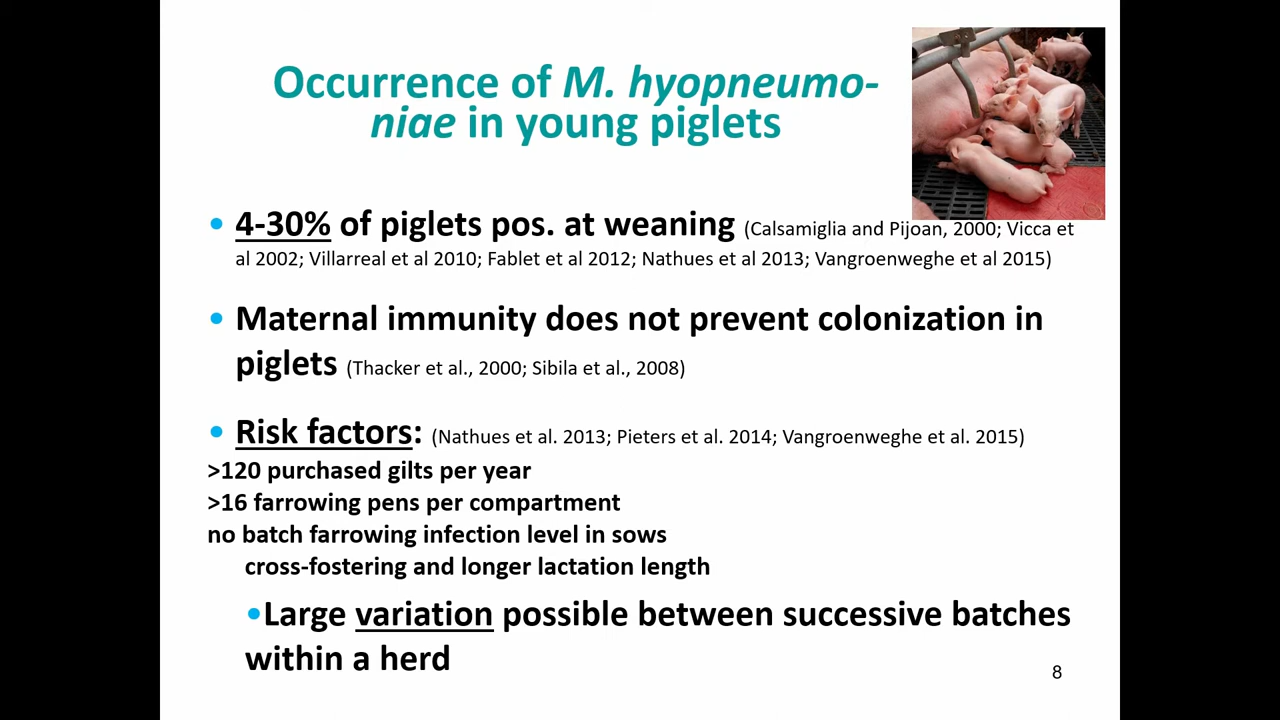 Occurrence of M. hyopneumo-
niae in young piglets
• 4-30% of piglets pos. at weaning (Calsamiglia and Pijoan, 2000; Vicca et
al 2002; Villarreal et al 2010; Fablet et al 2012; Nathues et al 2013; Vangroenweghe et al 2015)
• Maternal immunity does not prevent colonization in
piglets (Thacker et al., 2000; Sibila et al., 2008)
• Risk factors: (Nathues et al. 2013; Pieters et al. 2014; Vangroenweghe et al. 2015)
>120 purchased gilts per year
>16 farrowing pens per compartment
no batch farrowing infection level in sows
cross-fostering and longer lactation length
•Large variation possible between successive batches
within a herd
8